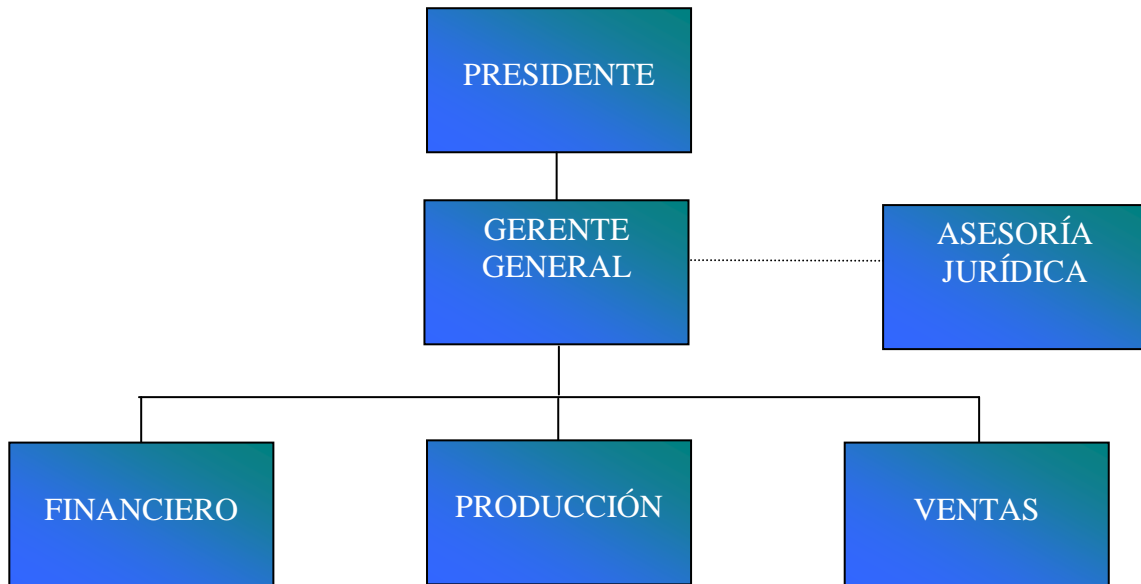 PRESIDENTE
GERENTE
GENERAL
ASESORÍA
JURÍDICA
FINANCIERO
PRODUCCIÓN
VENTAS